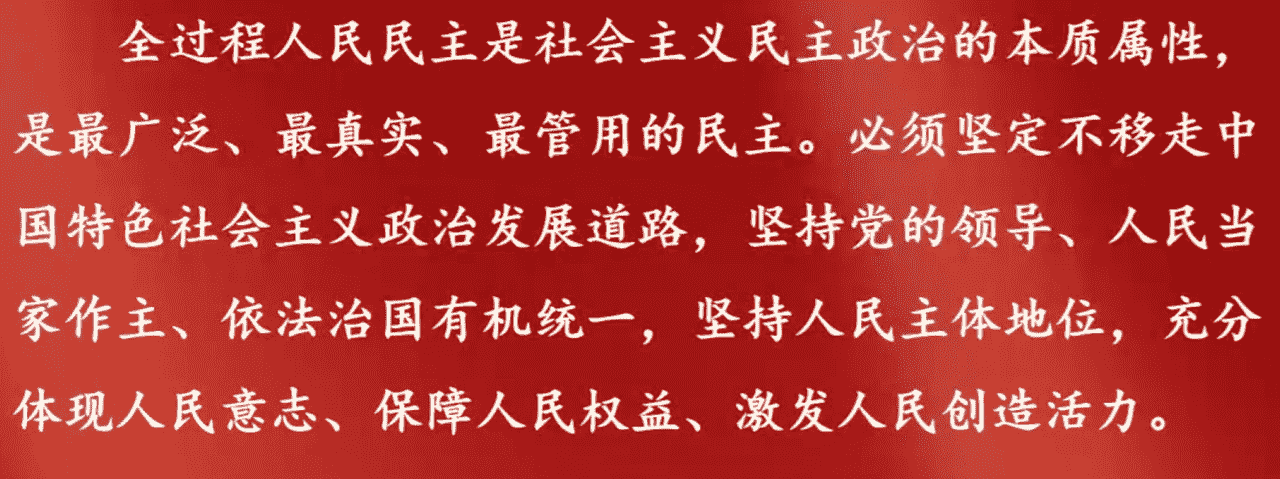 全过程人民民主是社会主义民主政治的本质属性，
是最广泛、最真实、最管用的民主。必须坚定不移走中
国特色社会主义政治发展道路，坚持党的领导、人民当
家作主、依法治国有机统一，坚持人民主体地位，充分
体现人民意志、保障人民权益、激发人民创造活力。